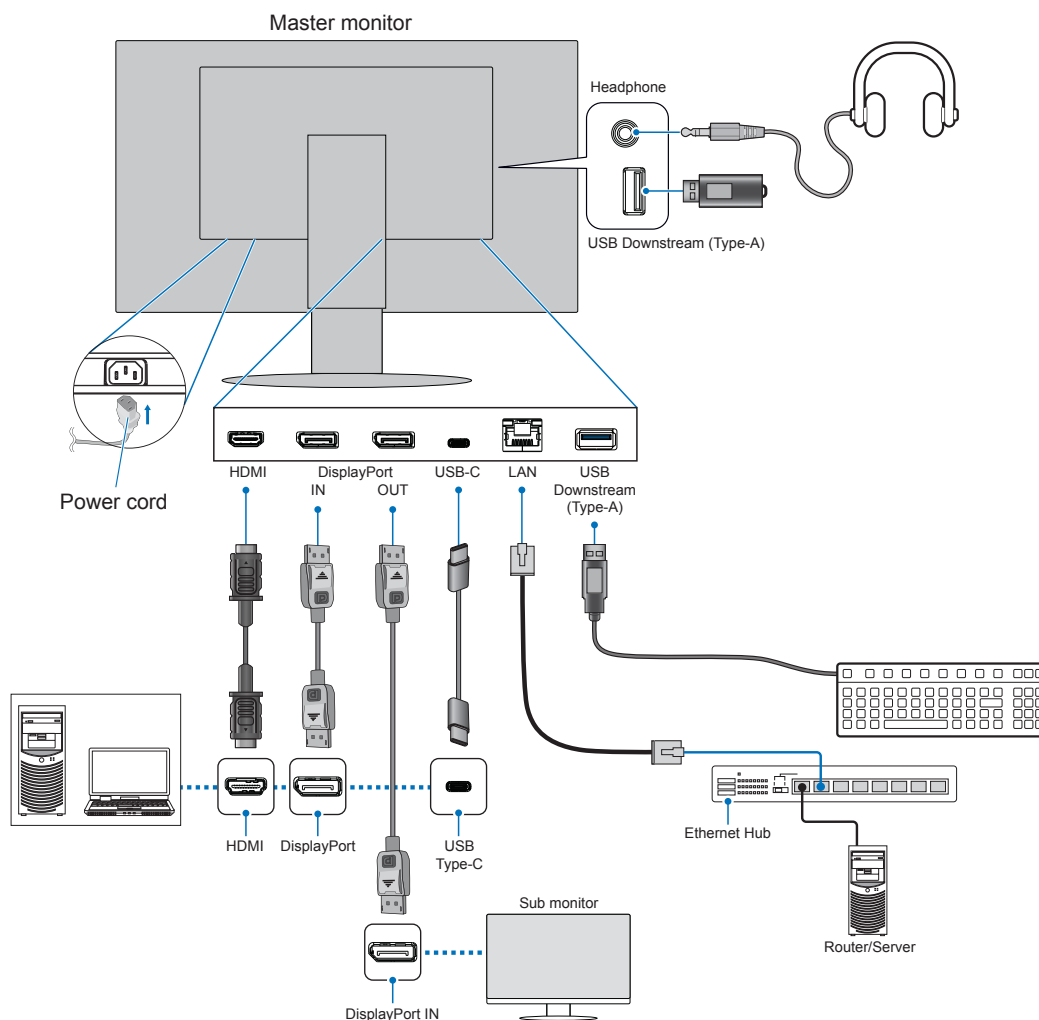 Master monitor
Headphone
USB Downstream (Type-A)
Power cord
HDMI
DisplayPort
IN
OUT
USB-C
LAN
USB
Downstream
(Type-A)
HDMI
DisplayPort
USB
Type-C
Ethernet Hub
Router/Server
Sub monitor
DisplayPort IN